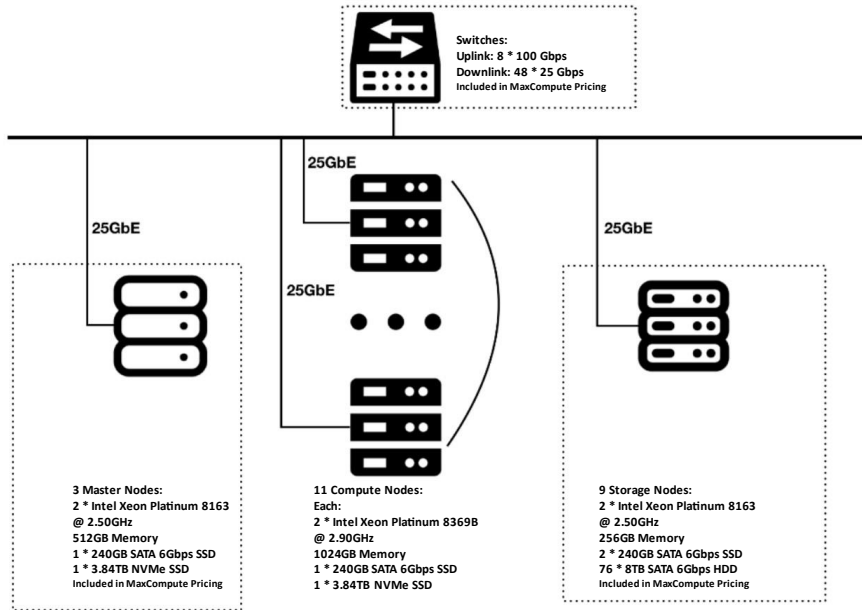 Switches:
Uplink: 8 * 100 Gbps
Downlink: 48 * 25 Gbps
Included in MaxCompute Pricing
25GbE
25GbE
25GbE
25GbE
3 Master Nodes:
2 * Intel Xeon Platinum 8163
@ 2.50GHz
512GB Memory
1 * 240GB SATA 6Gbps SSD
1 * 3.84TB NVMe SSD
Included in MaxCompute Pricing
11 Compute Nodes:
Each:
2 * Intel Xeon Platinum 8369B
@ 2.90GHz
1024GB Memory
1 * 240GB SATA 6Gbps SSD
1 * 3.84TB NVMe SSD
9 Storage Nodes:
2 * Intel Xeon Platinum 8163
@ 2.50GHz
256GB Memory
2 * 240GB SATA 6Gbps SSD
76 * 8TB SATA 6Gbps HDD
Included in MaxCompute Pricing